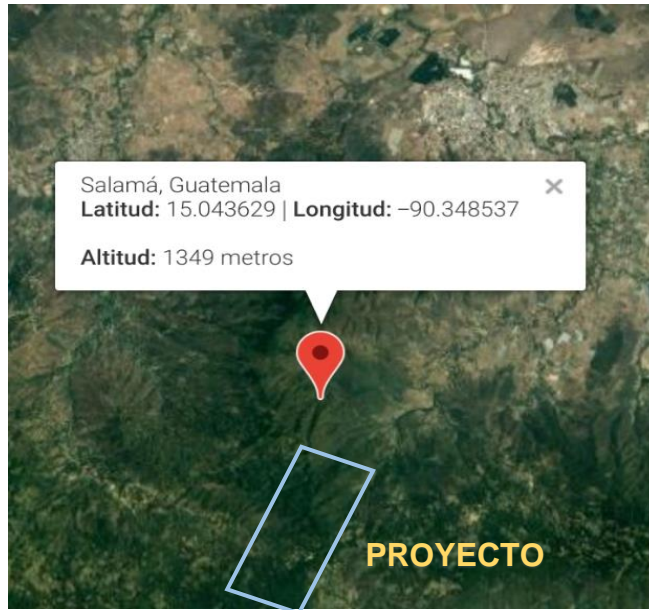 Salamá, Guatemala
Latitud: 15.043629 | Longitud: –90.348537
Altitud: 1349 metros
PROYECTO